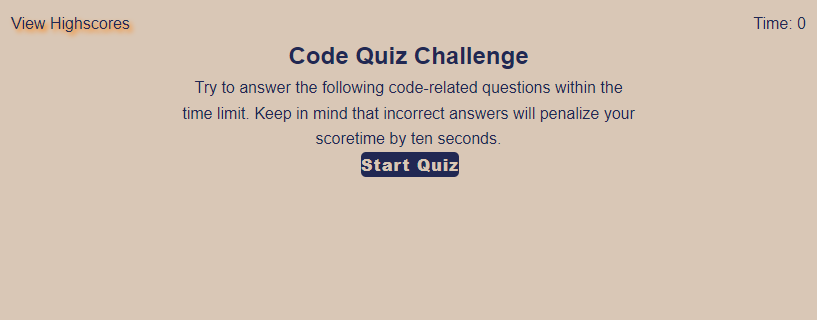 View Highscores
Time: 0
Code Quiz Challenge
Try to answer the following code-related questions within the
time limit. Keep in mind that incorrect answers will penalize your
scoretime by ten seconds.
Start Quiz